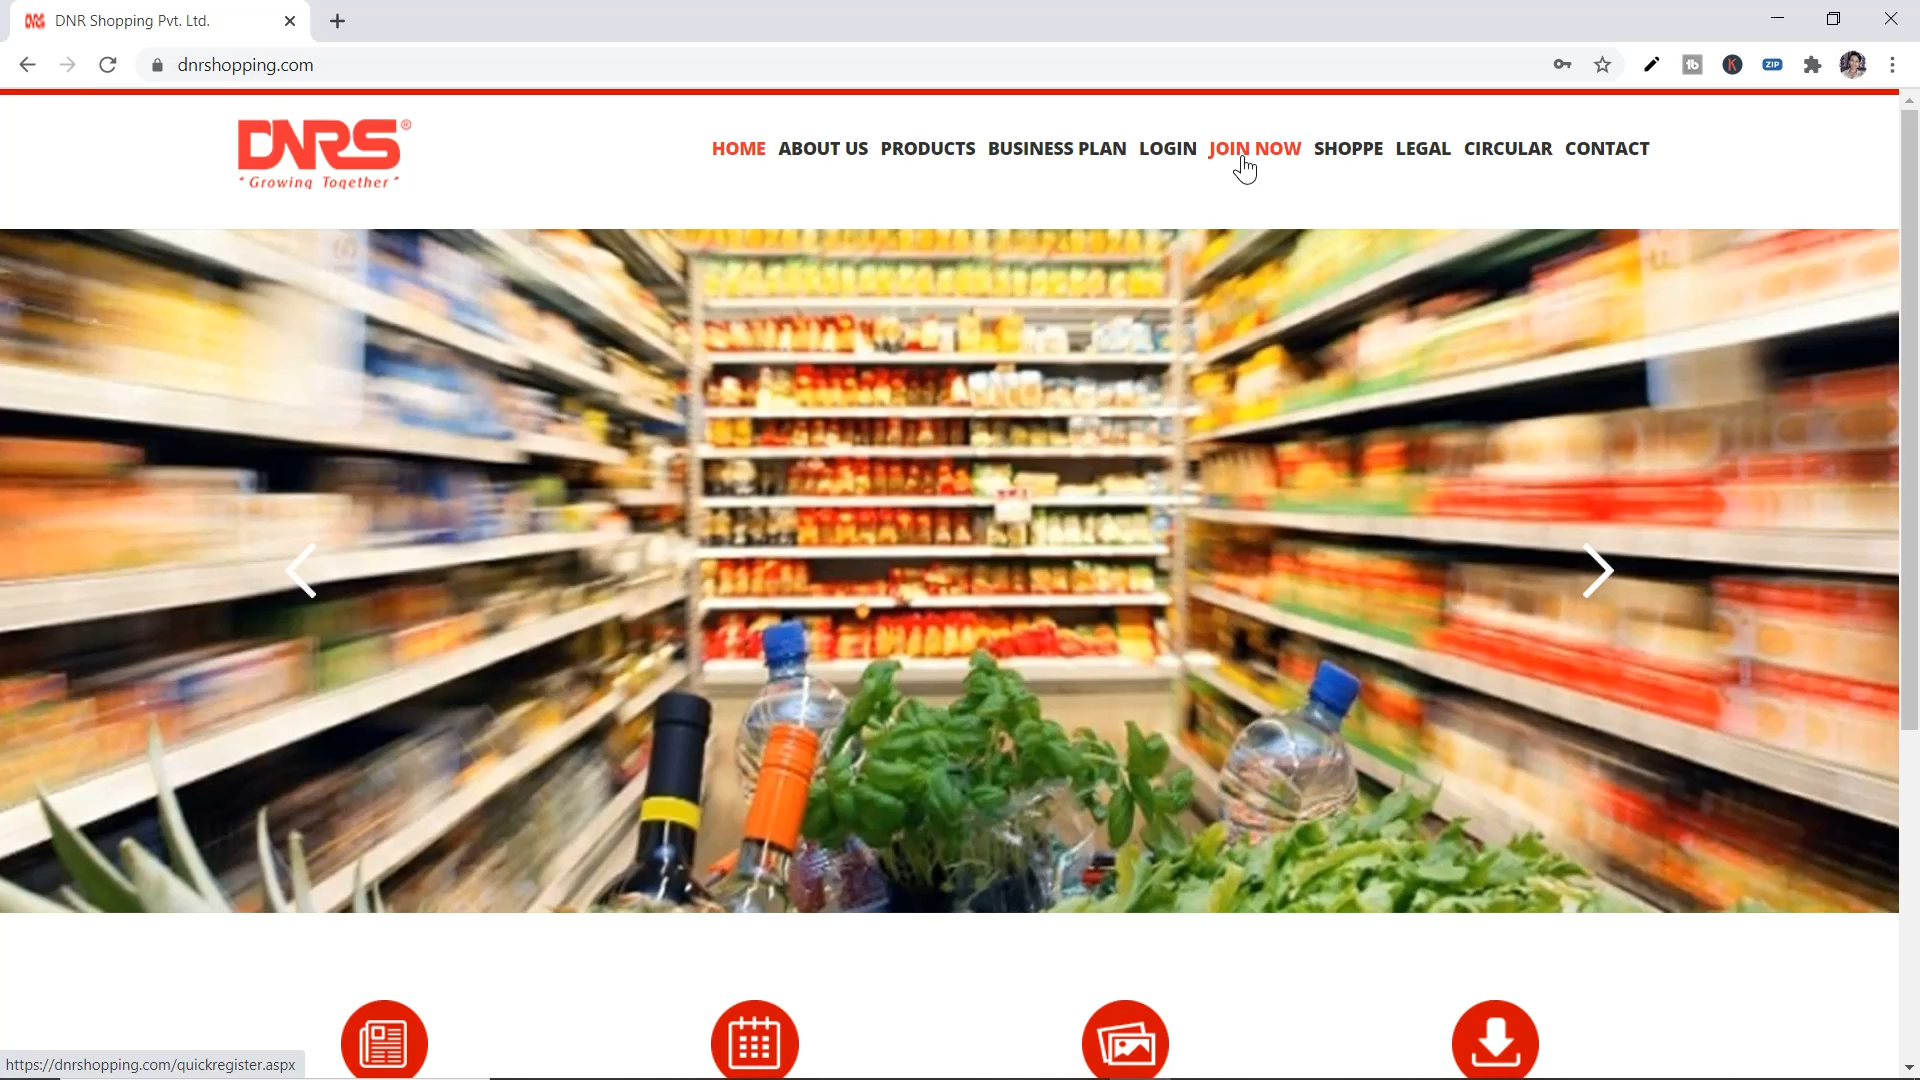 DNR Shopping Pvt. Ltd.
dnrshopping.com
ZIP
DNRS®
"Growing Together"
HOME ABOUT US PRODUCTS BUSINESS PLAN LOGIN JOIN NOW SHOPPE LEGAL CIRCULAR CONTACT
https://dnrshopping.com/quickregister.aspx